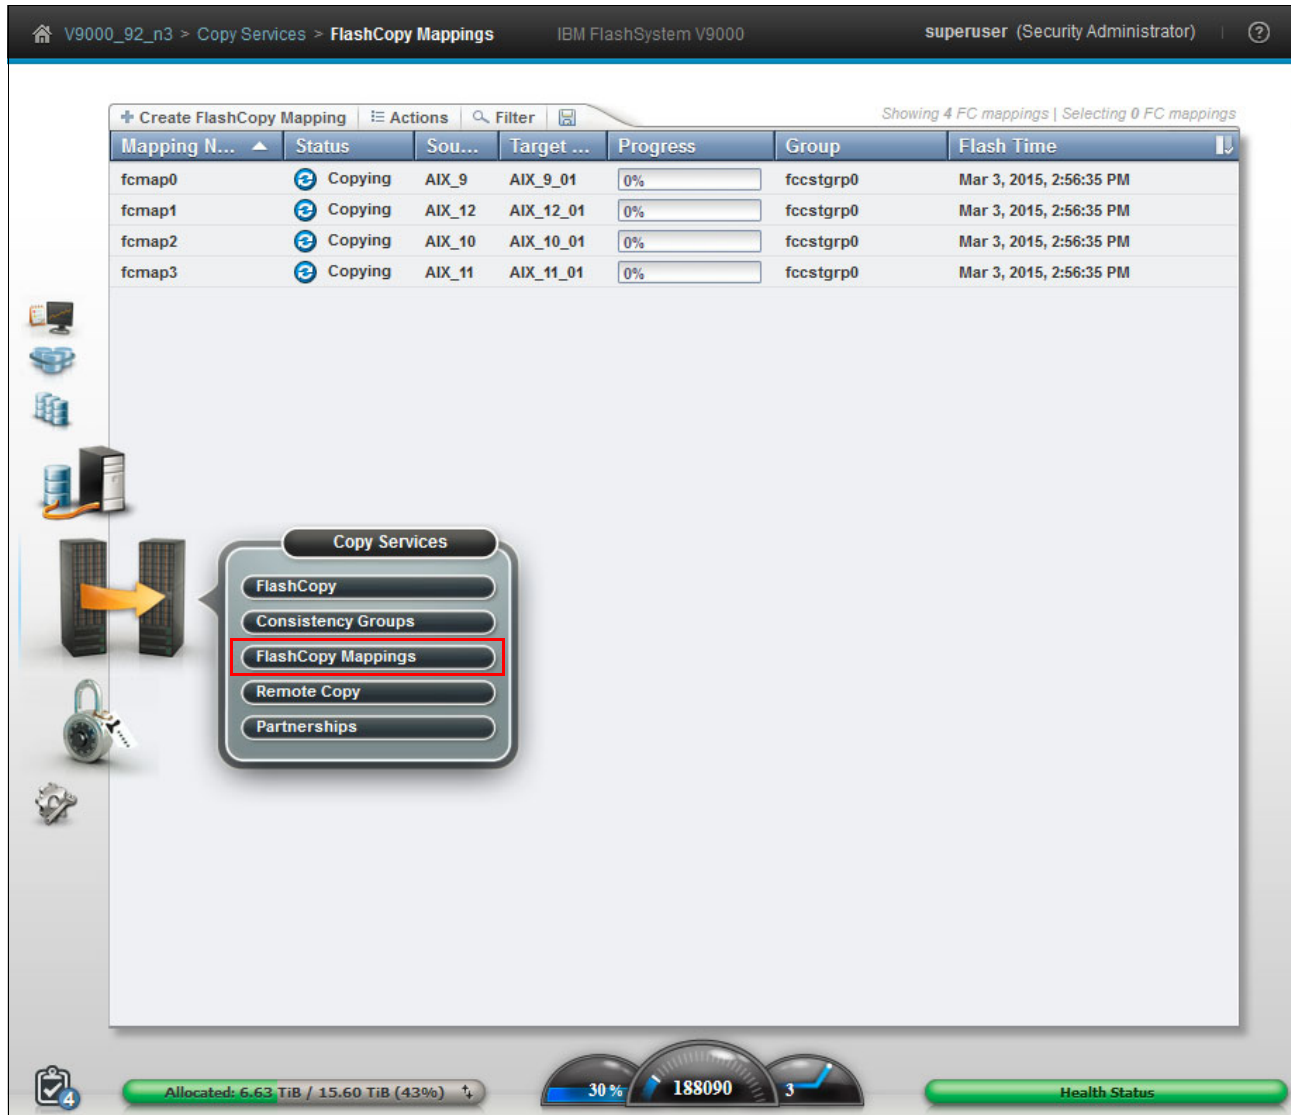 V9000_92_n3 > Copy Services > FlashCopy Mappings IBM FlashSystem V9000 superuser (Security Administrator) | ?
Create FlashCopy Mapping Actions Filter Showing 4 FC mappings | Selecting 0 FC mappings
Mapping N... Status Sou... Target ... Progress Group Flash Time
fcmap0 Copying AIX_9 AIX_9_01 0% fccstgrp0 Mar 3, 2015, 2:56:35 PM
fcmap1 Copying AIX_12 AIX_12_01 0% fccstgrp0 Mar 3, 2015, 2:56:35 PM
fcmap2 Copying AIX_10 AIX_10_01 0% fccstgrp0 Mar 3, 2015, 2:56:35 PM
fcmap3 Copying AIX_11 AIX_11_01 0% fccstgrp0 Mar 3, 2015, 2:56:35 PM
Copy Services
FlashCopy
Consistency Groups
FlashCopy Mappings
Remote Copy
Partnerships
4 Allocated: 6.63 TiB / 15.60 TiB (43%) 30 % 188090 3 Health Status